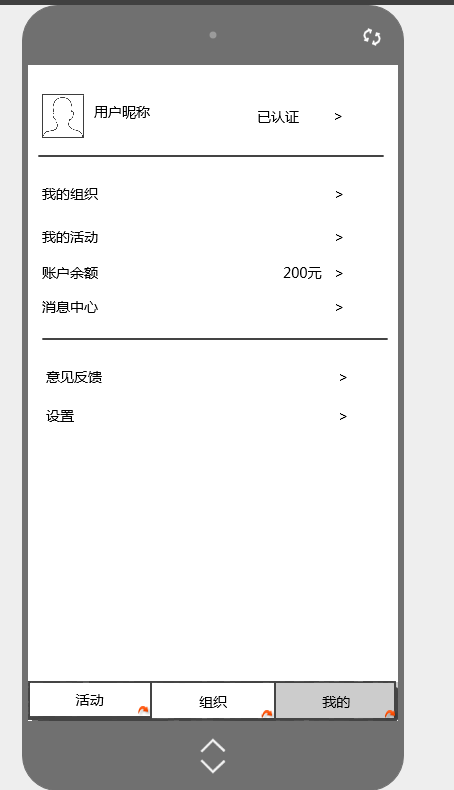 用户昵称 已认证 >
我的组织 >
我的活动 >
账户余额 200元 >
消息中心 >
意见反馈 >
设置 >
活动 组织 我的